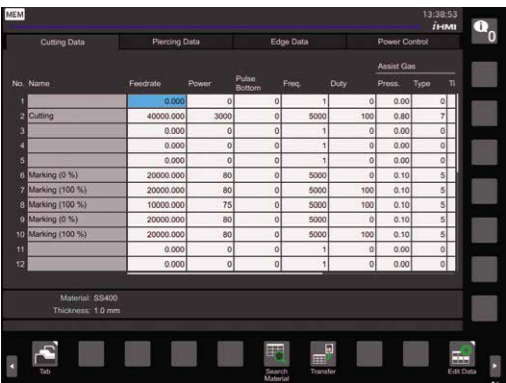 MEM
13:38:53
iHMI
0
Cutting Data Piercing Data Edge Data Power Control
Assist Gas
No. Name Feedrate Power Pulse Bottom Freq. Duty Press. Type Ti
1 0.000 0 0 1 0 0.00 0
2 Cutting 40000.000 3000 0 5000 100 0.80 7
3 0.000 0 0 1 0 0.00 0
4 0.000 0 0 1 0 0.00 0
5 0.000 0 0 1 0 0.00 0
6 Marking (0 %) 20000.000 80 0 5000 0 0.10 5
7 Marking (100 %) 20000.000 80 0 5000 100 0.10 5
8 Marking (100 %) 10000.000 75 0 5000 100 0.10 5
9 Marking (0 %) 20000.000 80 0 5000 0 0.10 5
10 Marking (100 %) 20000.000 80 0 5000 100 0.10 5
11 0.000 0 0 1 0 0.00 0
12 0.000 0 0 1 0 0.00 0
Material: SS400
Thickness: 1.0 mm
Tab Search Material Transfer Edit Data